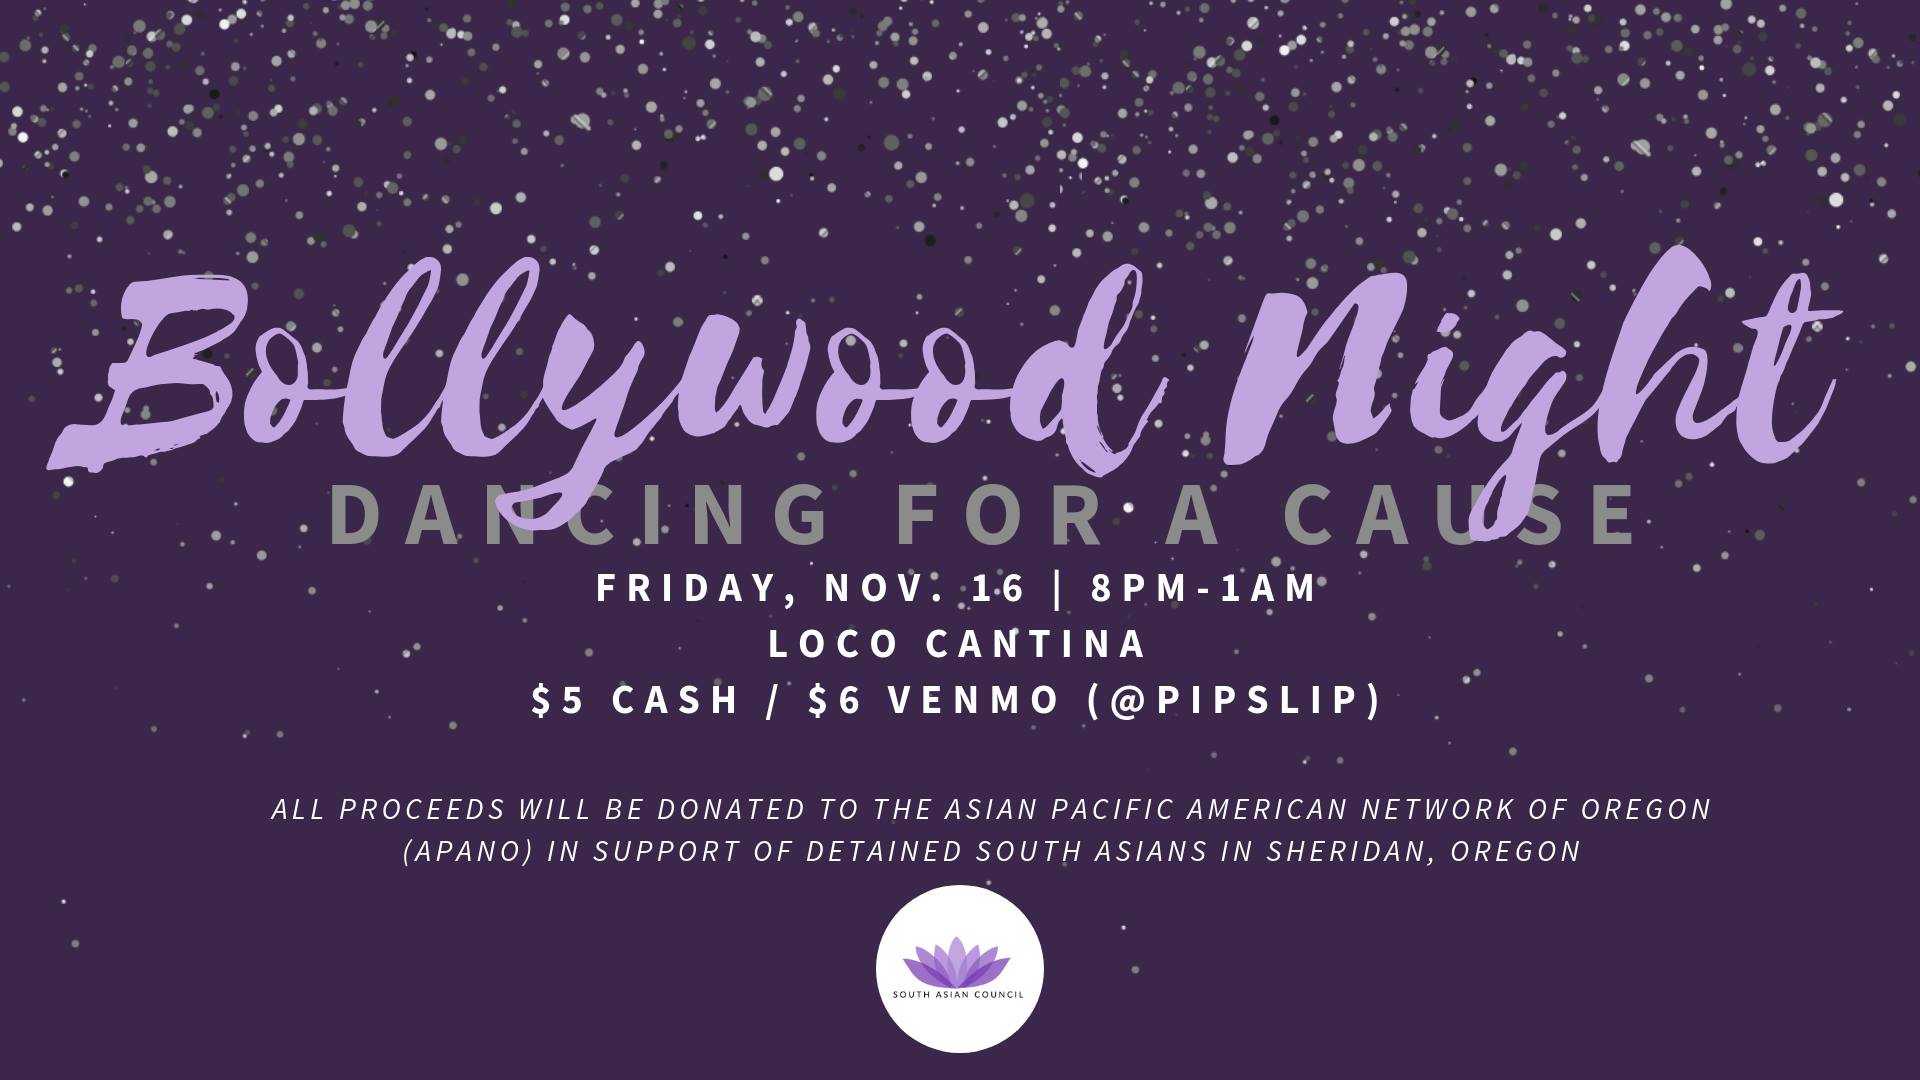 Bollywood Night
DANCING FOR A CAUSE
FRIDAY, NOV. 16 | 8PM-1AM
LOCO CANTINA
$5 CASH / $6 VENMO (@PIPSLIP)
ALL PROCEEDS WILL BE DONATED TO THE ASIAN PACIFIC AMERICAN NETWORK OF OREGON
(APANO) IN SUPPORT OF DETAINED SOUTH ASIANS IN SHERIDAN, OREGON
SOUTH ASIAN COUNCIL